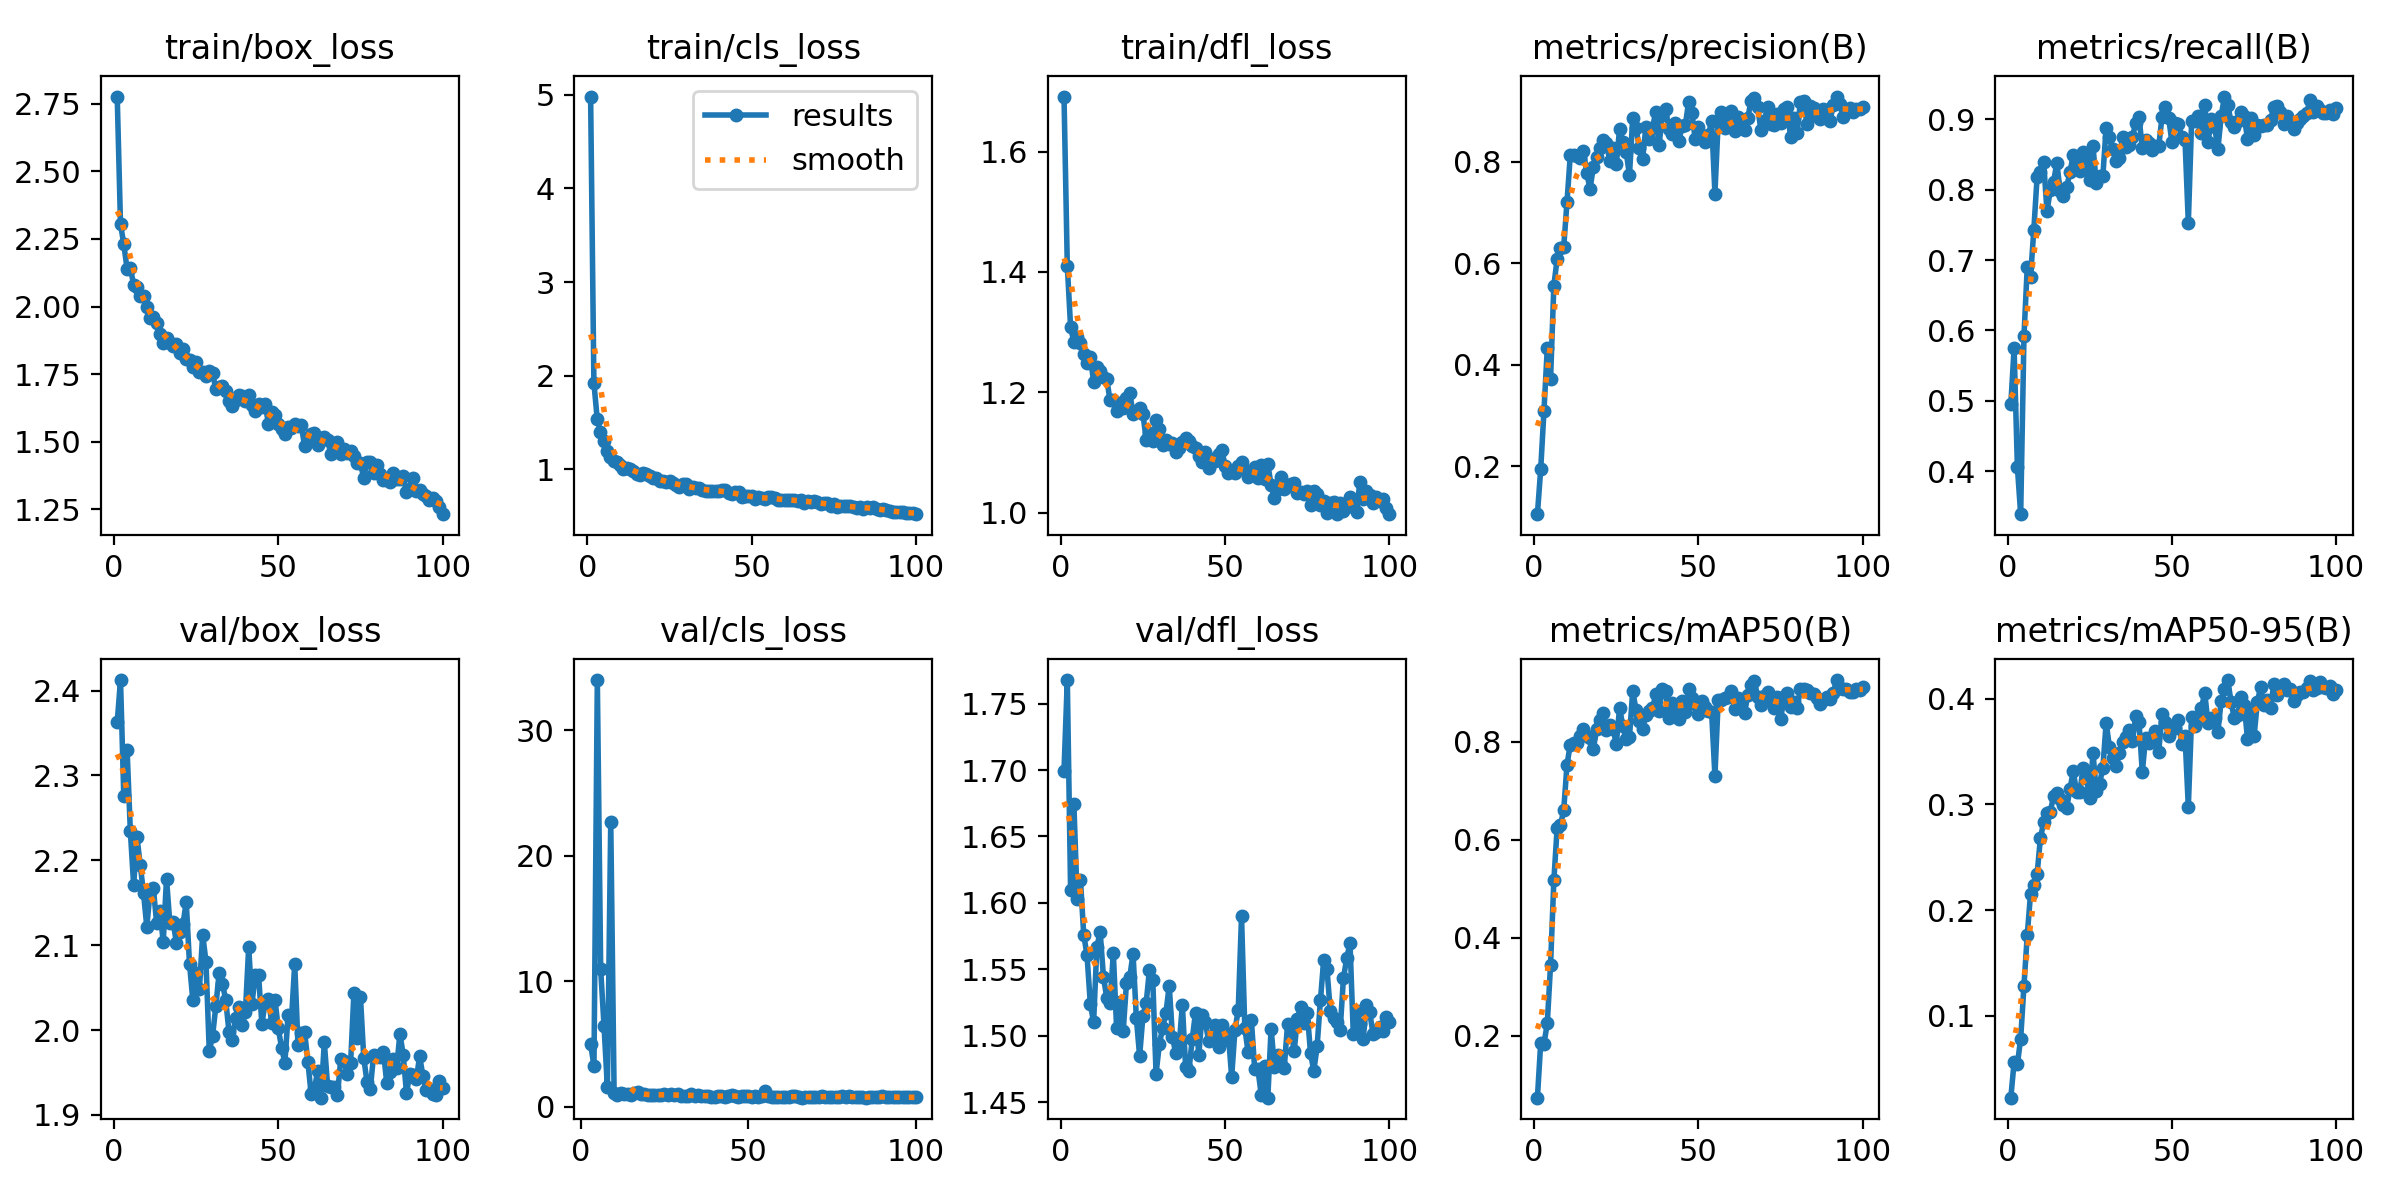 train/box_loss
2.75
2.50
2.25
2.00
1.75
1.50
1.25
0 50 100
train/cls_loss
results
smooth
5
4
3
2
1
0 50 100
train/dfl_loss
1.6
1.4
1.2
1.0
0 50 100
metrics/precision(B)
0.8
0.6
0.4
0.2
0 50 100
metrics/recall(B)
0.9
0.8
0.7
0.6
0.5
0.4
0 50 100
val/box_loss
2.4
2.3
2.2
2.1
2.0
1.9
0 50 100
val/cls_loss
30
20
10
0
0 50 100
val/dfl_loss
1.75
1.70
1.65
1.60
1.55
1.50
1.45
0 50 100
metrics/mAP50(B)
0.8
0.6
0.4
0.2
0 50 100
metrics/mAP50-95(B)
0.4
0.3
0.2
0.1
0 50 100